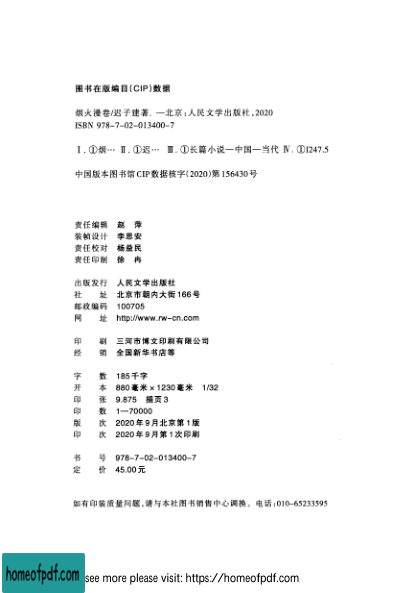 图书在版编目(CIP)数据
烟火漫卷/迟子建著. —北京:人民文学出版社,2020
ISBN 978-7-02-013400-7
Ⅰ.①烟… Ⅱ.①迟… Ⅲ.①长篇小说—中国—当代 Ⅳ.①I247.5
中国版本图书馆CIP数据核字(2020)第156430号
责任编辑 赵 萍
装帧设计 李思安
责任校对 杨益民
责任印制 徐 冉
出版发行 人民文学出版社
社 址 北京市朝内大街166号
邮政编码 100705
网 址 http://www.rw-cn.com
印 刷 三河市博文印刷有限公司
经 销 全国新华书店等
字 数 185千字
开 本 880毫米×1230毫米 1/32
印 张 9.875 插页3
印 数 1—70000
版 次 2020年9月北京第1版
印 次 2020年9月第1次印刷
书 号 978-7-02-013400-7
定 价 45.00元
如有印装质量问题,请与本社图书销售中心调换。电话:010-65233595
homeofpdf.com
see more please visit: https://homeofpdf.com